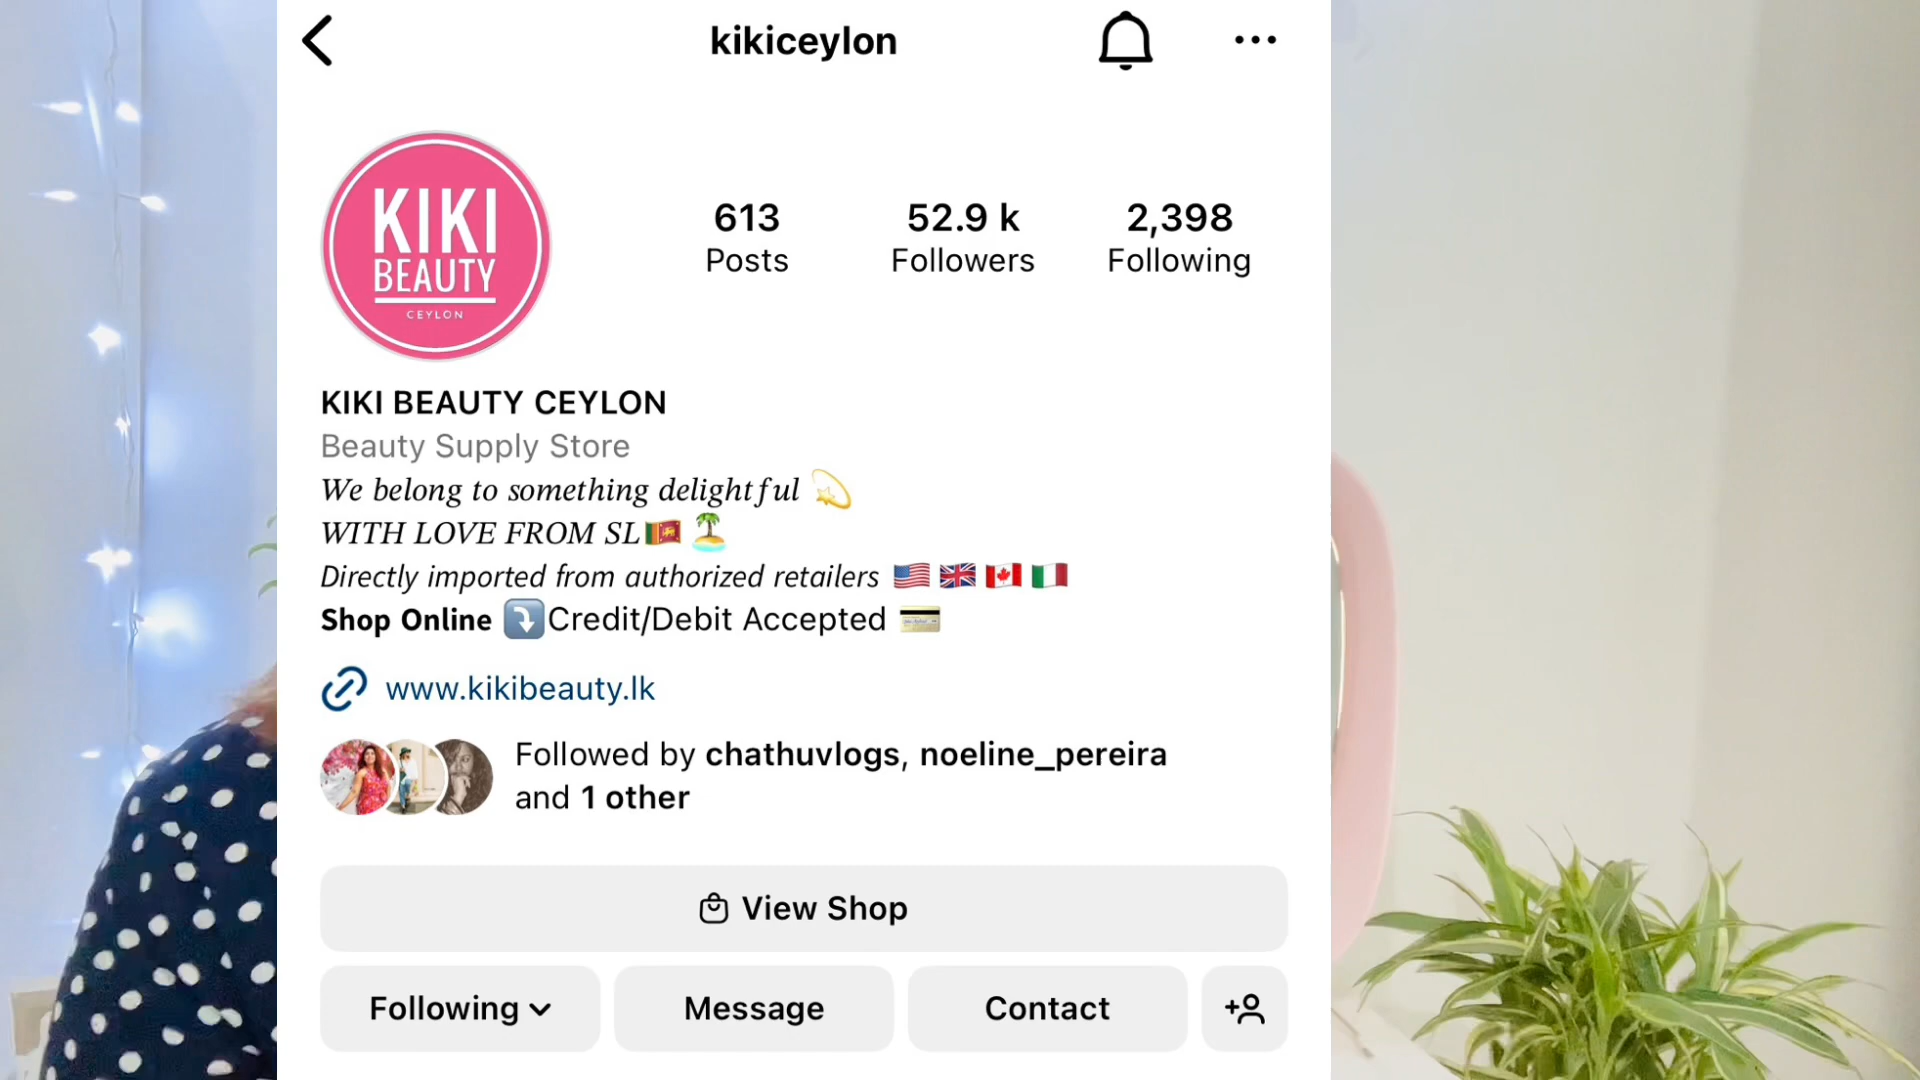 kikiceylon
KIKI
BEAUTY
CEYLON
613
Posts
52.9 k
Followers
2,398
Following
KIKI BEAUTY CEYLON
Beauty Supply Store
We belong to something delightful 💫
WITH LOVE FROM SL🇱🇰 🏝️
Directly imported from authorized retailers 🇺🇸 🇬🇧 🇨🇦 🇮🇹
Shop Online ⤵️Credit/Debit Accepted 💳
www.kikibeauty.lk
Followed by chathuvlogs, noeline_pereira
and 1 other
View Shop
Following
Message
Contact